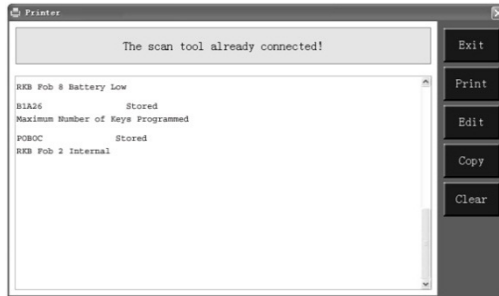 Printer
The scan tool already connected!
RKB Fob 8 Battery Low
B1A26 Stored
Maximum Number of Keys Programmed
POBOC Stored
RKB Fob 2 Internal
Exit
Print
Edit
Copy
Clear